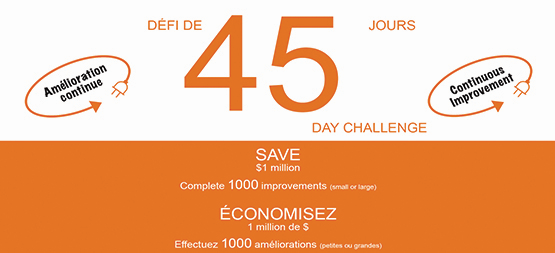 DÉFI DE 45 JOURS
DAY CHALLENGE
Amélioration
continue
Continuous
Improvement
SAVE
$1 million
Complete 1000 improvements (small or large)
ÉCONOMISEZ
1 million de $
Effectuez 1000 améliorations (petites ou grandes)